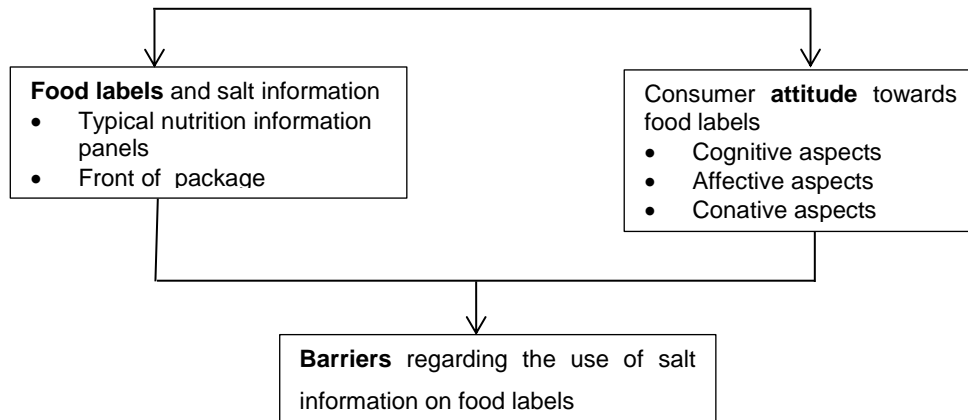 Food labels and salt information
• Typical nutrition information
panels
• Front of package
Consumer attitude towards
food labels
• Cognitive aspects
• Affective aspects
• Conative aspects
Barriers regarding the use of salt
information on food labels